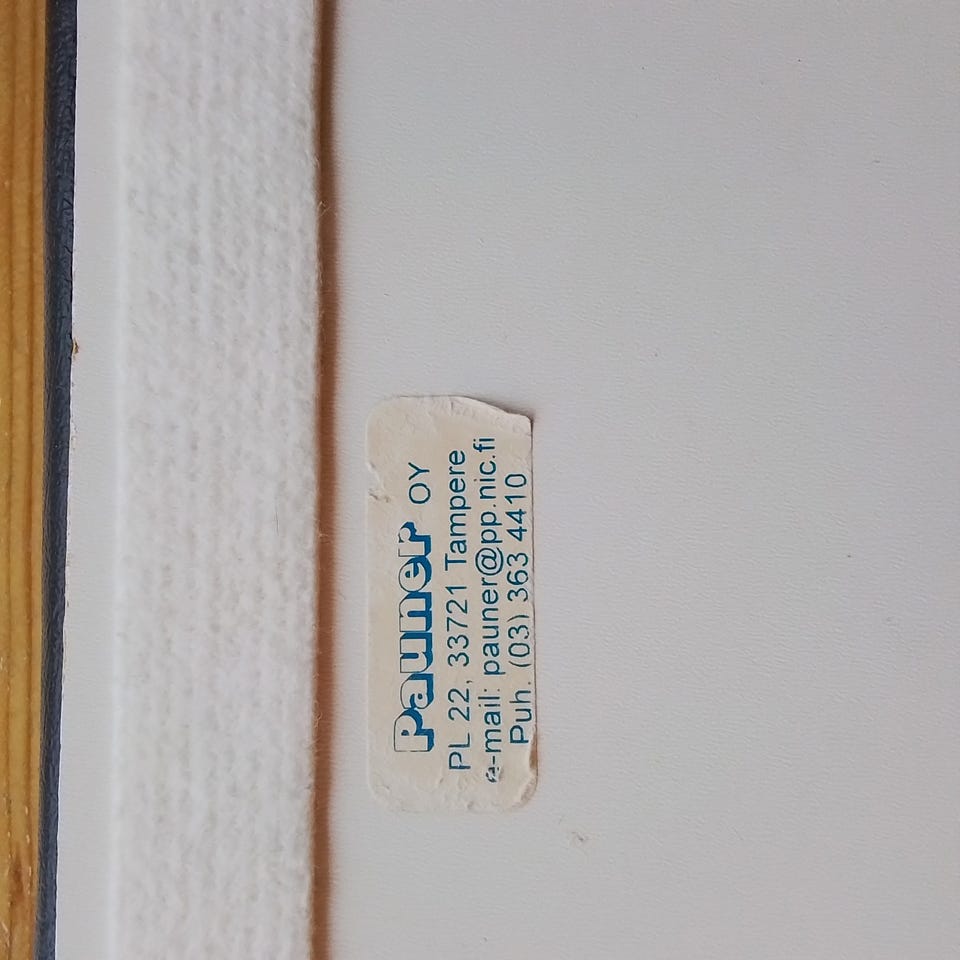 Pauner OY
PL 22, 33721 Tampere
e-mail: pauner@pp.nic.fi
Puh. (03) 363 4410